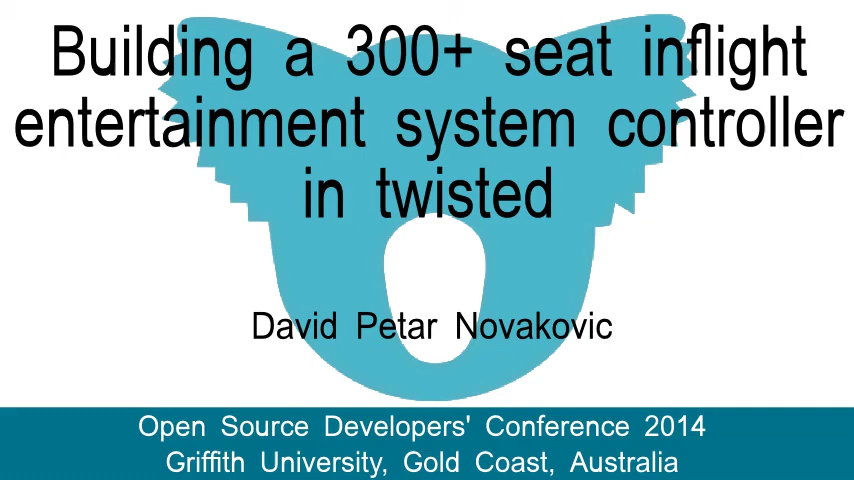 Building a 300+ seat inflight
entertainment system controller
in twisted
David Petar Novakovic
Open Source Developers' Conference 2014
Griffith University, Gold Coast, Australia